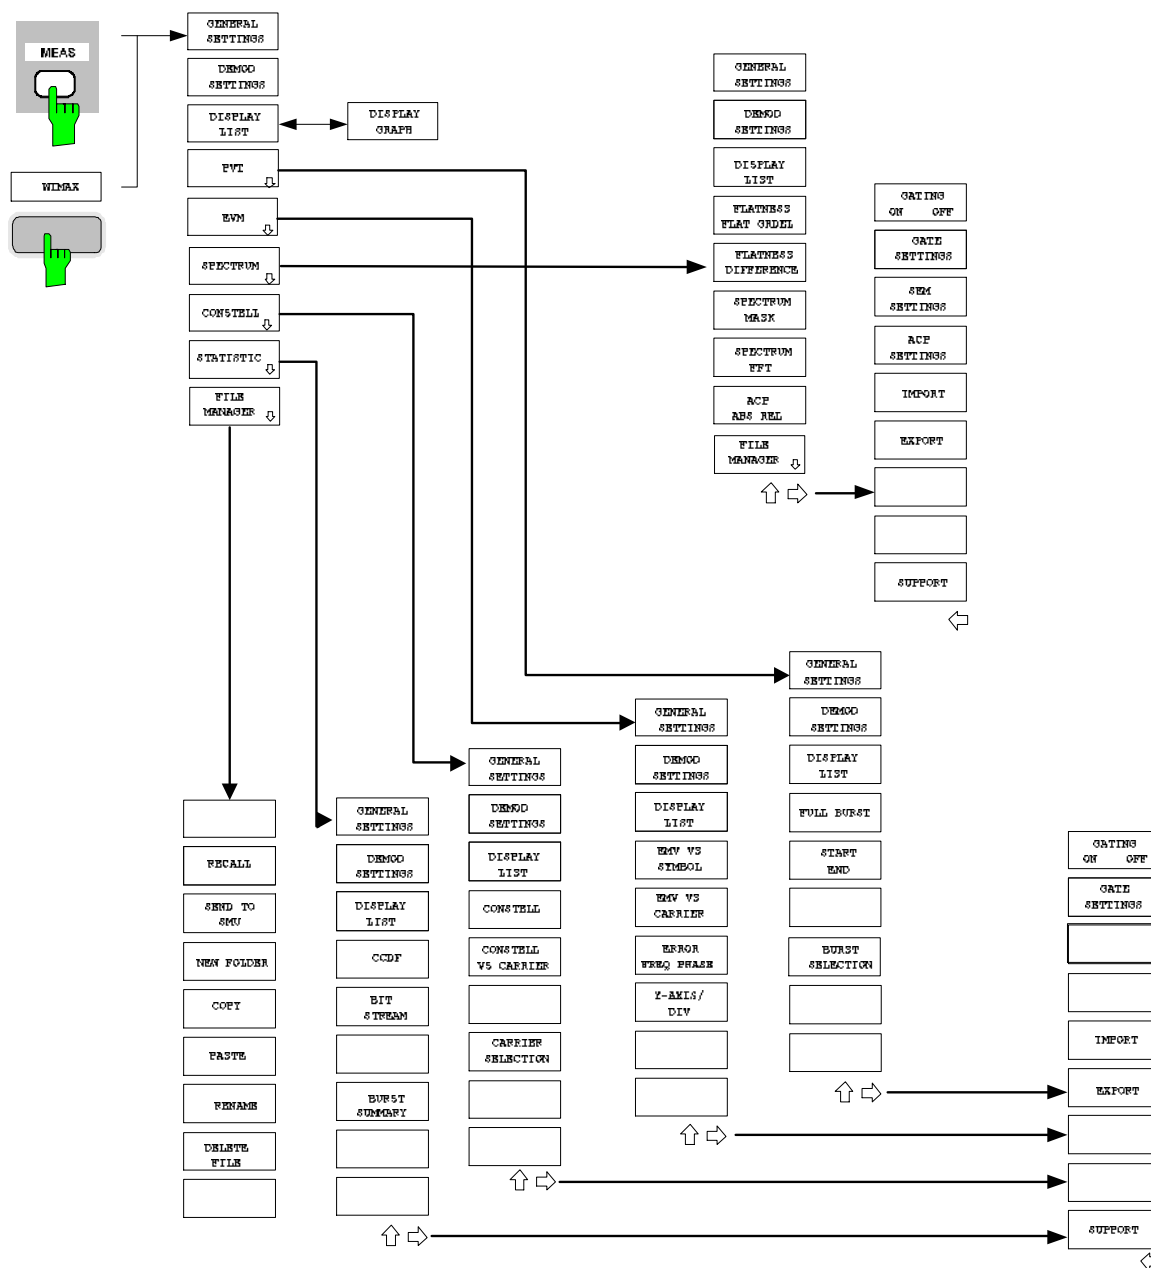 MEAS
WIMAX
GENERAL
SETTINGS
DEMOD
SETTINGS
DISPLAY
LIST
DISPLAY
GRAPH
PVT
EVM
SPECTRUM
CONSTELL
STATISTIC
FILE
MANAGER
GENERAL
SETTINGS
DEMOD
SETTINGS
DISPLAY
LIST
FLATNESS
FLAT GRDEL
FLATNESS
DIFFERENCE
SPECTRUM
MASK
SPECTRUM
FFT
ACP
ABS REL
FILE
MANAGER
GATING
ON OFF
GATE
SETTINGS
SEM
SETTINGS
ACP
SETTINGS
IMPORT
EXPORT
SUPPORT
RECALL
SEND TO
SMU
NEW FOLDER
COPY
PASTE
RENAME
DELETE
FILE
GENERAL
SETTINGS
DEMOD
SETTINGS
DISPLAY
LIST
CCDF
BIT
STREAM
BURST
SUMMARY
GENERAL
SETTINGS
DEMOD
SETTINGS
DISPLAY
LIST
CONSTELL
CONSTELL
VS CARRIER
CARRIER
SELECTION
GENERAL
SETTINGS
DEMOD
SETTINGS
DISPLAY
LIST
EMV VS
SYMBOL
EMV VS
CARRIER
ERROR
FREQ PHASE
Y-AXIS/
DIV
GENERAL
SETTINGS
DEMOD
SETTINGS
DISPLAY
LIST
FULL BURST
START
END
BURST
SELECTION
GATING
ON OFF
GATE
SETTINGS
IMPORT
EXPORT
SUPPORT